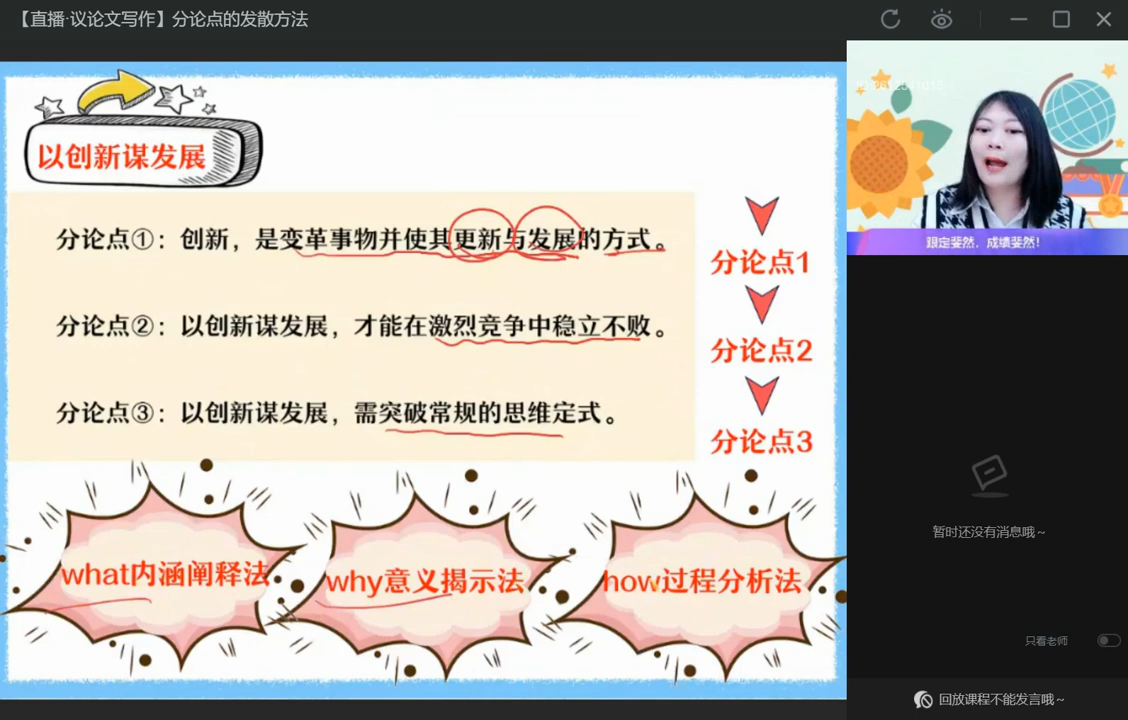 【直播·议论文写作】分论点的发散方法
以创新谋发展
分论点①：创新，是变革事物并使其更新与发展的方式。
分论点②：以创新谋发展，才能在激烈竞争中稳立不败。
分论点③：以创新谋发展，需突破常规的思维定式。
分论点1
分论点2
分论点3
what内涵阐释法
why意义揭示法
how过程分析法
跟定斐然，成绩斐然！
暂时还没有消息哦~
只看老师
回放课程不能发言哦~